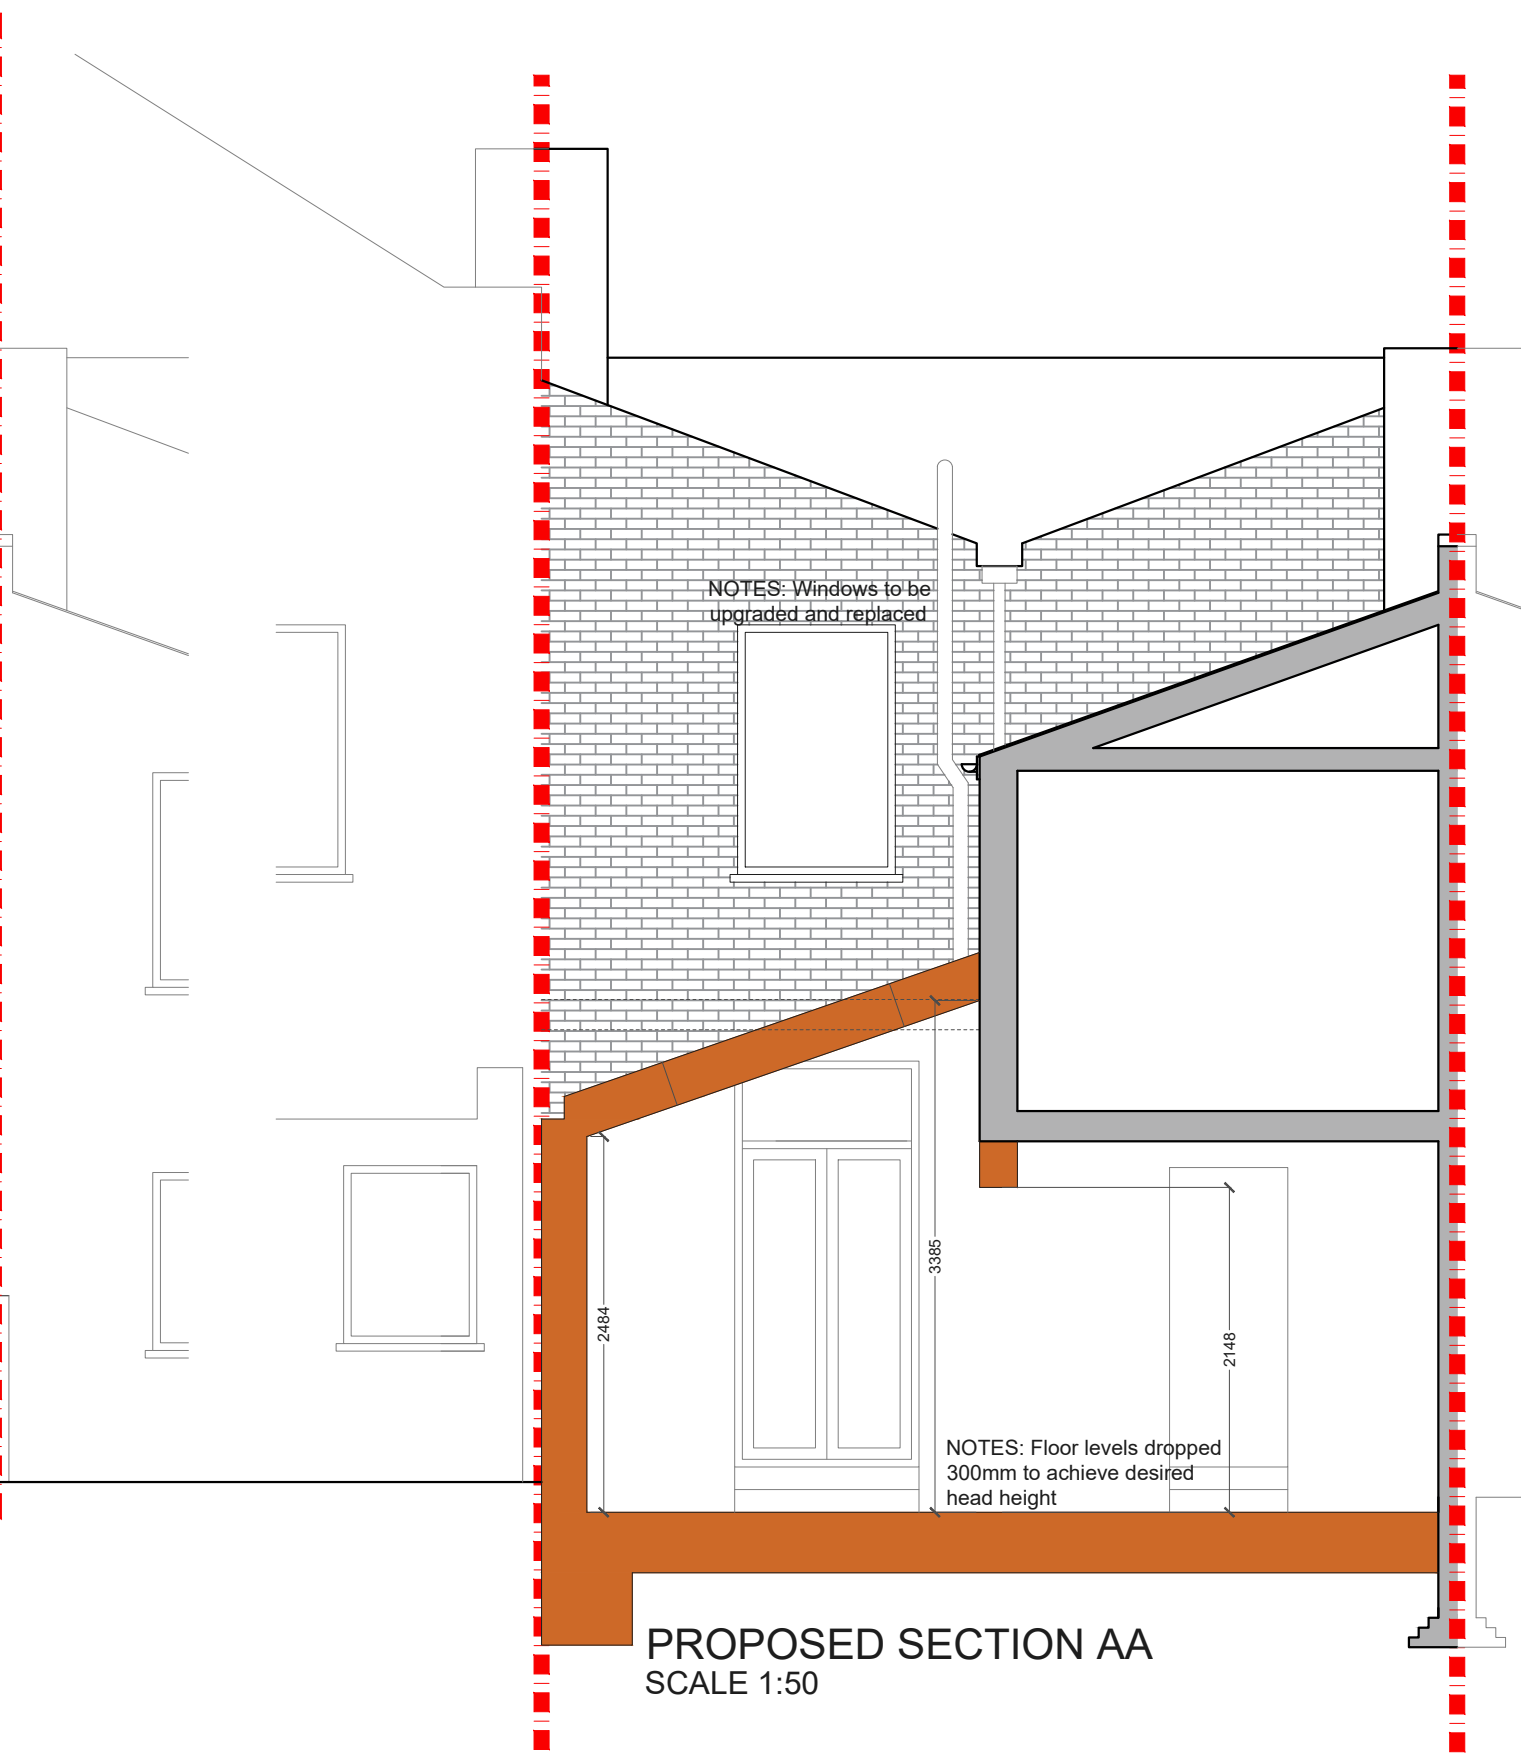 NOTES: Windows to be
upgraded and replaced
3385
2484
2148
NOTES: Floor levels dropped
300mm to achieve desired
head height
PROPOSED SECTION AA
SCALE 1:50